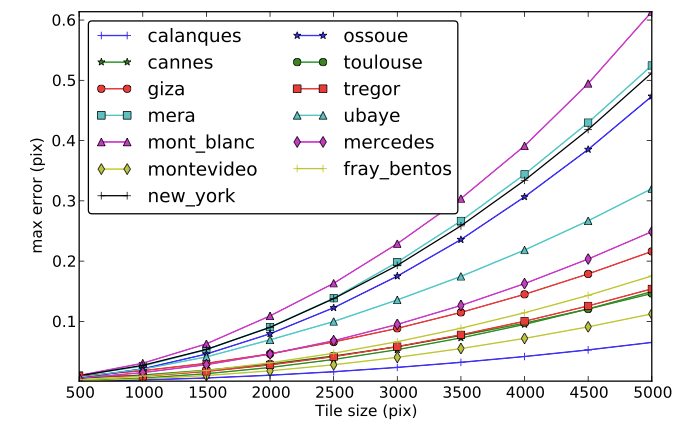 0.6
0.5
0.4
0.3
0.2
0.1
max error (pix)
calanques
cannes
giza
mera
mont_blanc
montevideo
new_york
ossoue
toulouse
tregor
ubaye
mercedes
fray_bentos
500 1000 1500 2000 2500 3000 3500 4000 4500 5000
Tile size (pix)